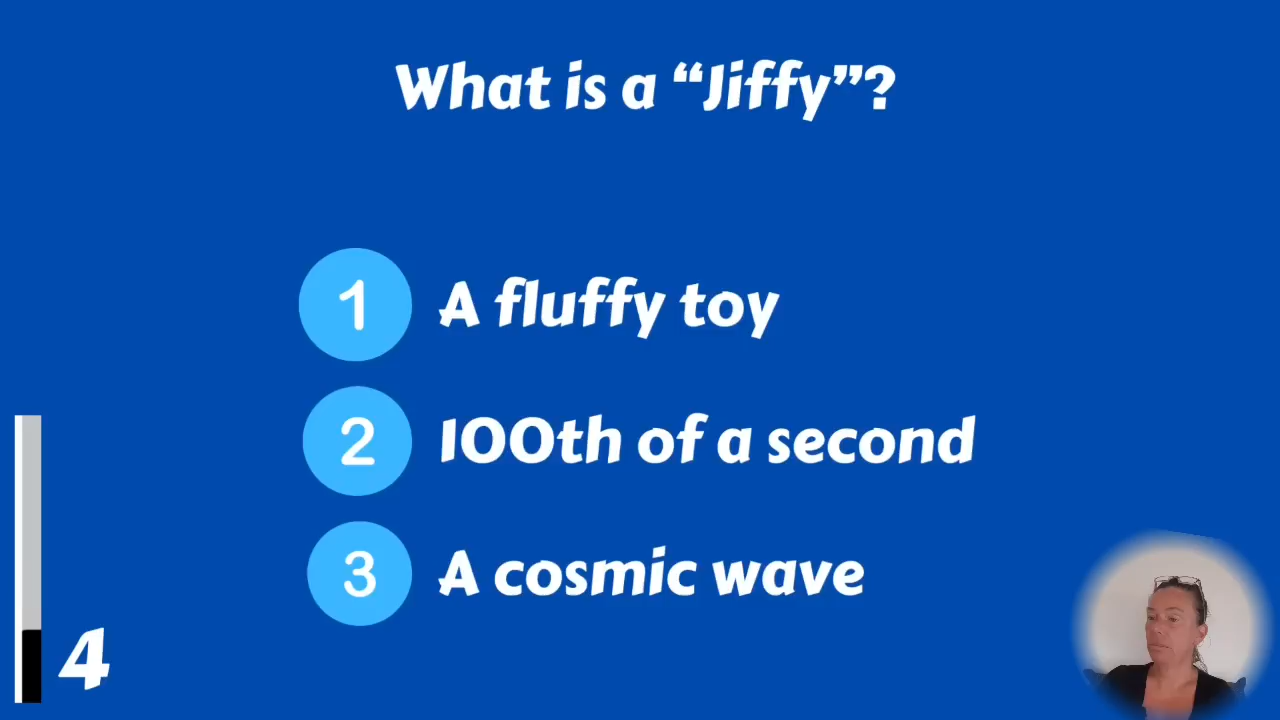 What is a “Jiffy”?
1 A fluffy toy
2 100th of a second
3 A cosmic wave
4